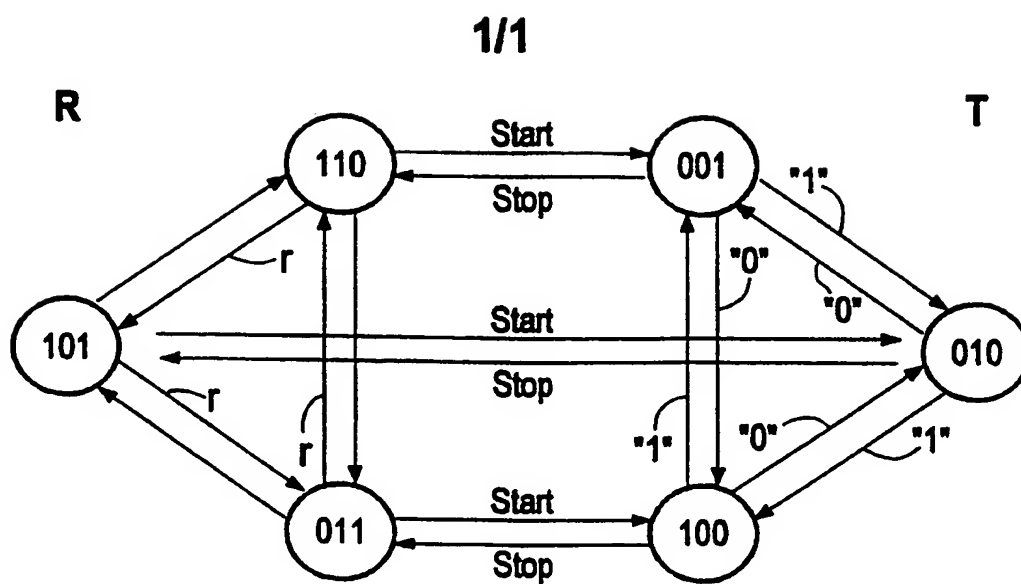 1/1
R T
110 Start 001
Stop "1"
r "0"
"0"
101 Start 010
Stop
r r "1" "0" "1"
011 Start 100
Stop